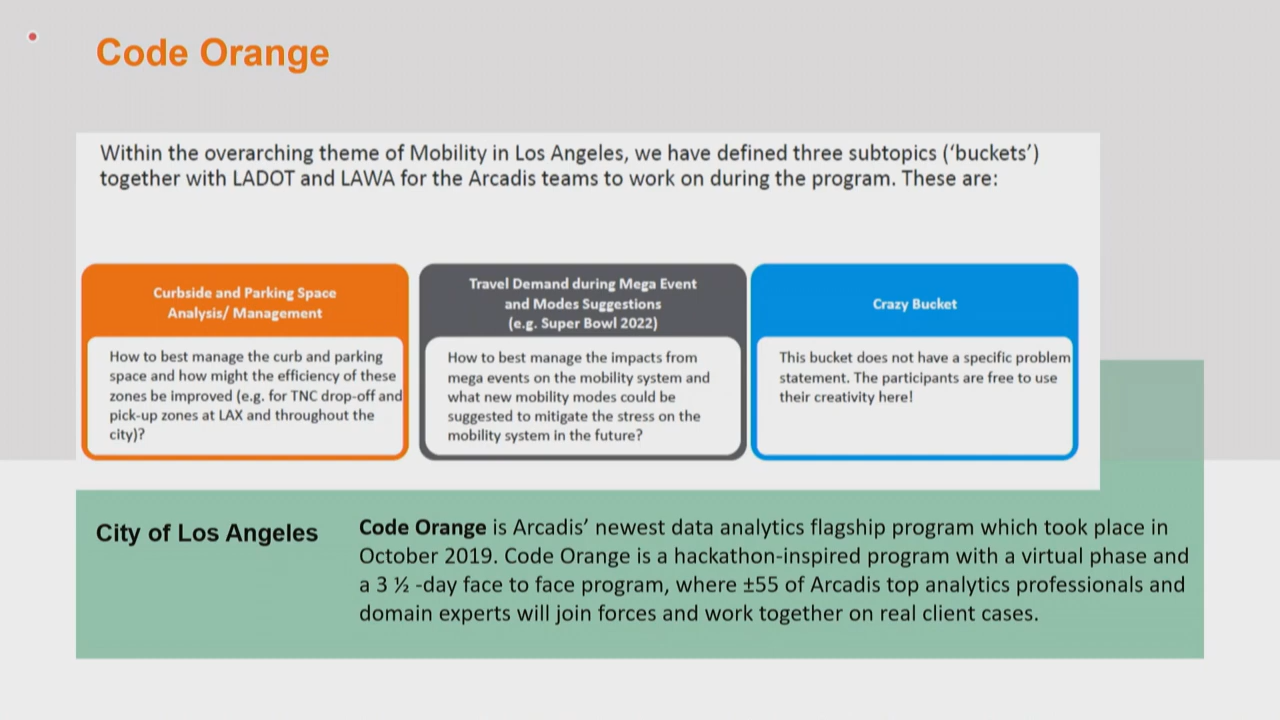 Code Orange
Within the overarching theme of Mobility in Los Angeles, we have defined three subtopics (‘buckets’)
together with LADOT and LAWA for the Arcadis teams to work on during the program. These are:
Curbside and Parking Space
Analysis/ Management
How to best manage the curb and parking
space and how might the efficiency of these
zones be improved (e.g. for TNC drop-off and
pick-up zones at LAX and throughout the
city)?
Travel Demand during Mega Event
and Modes Suggestions
(e.g. Super Bowl 2022)
How to best manage the impacts from
mega events on the mobility system and
what new mobility modes could be
suggested to mitigate the stress on the
mobility system in the future?
Crazy Bucket
This bucket does not have a specific problem
statement. The participants are free to use
their creativity here!
City of Los Angeles
Code Orange is Arcadis’ newest data analytics flagship program which took place in
October 2019. Code Orange is a hackathon-inspired program with a virtual phase and
a 3 ½ -day face to face program, where ±55 of Arcadis top analytics professionals and
domain experts will join forces and work together on real client cases.